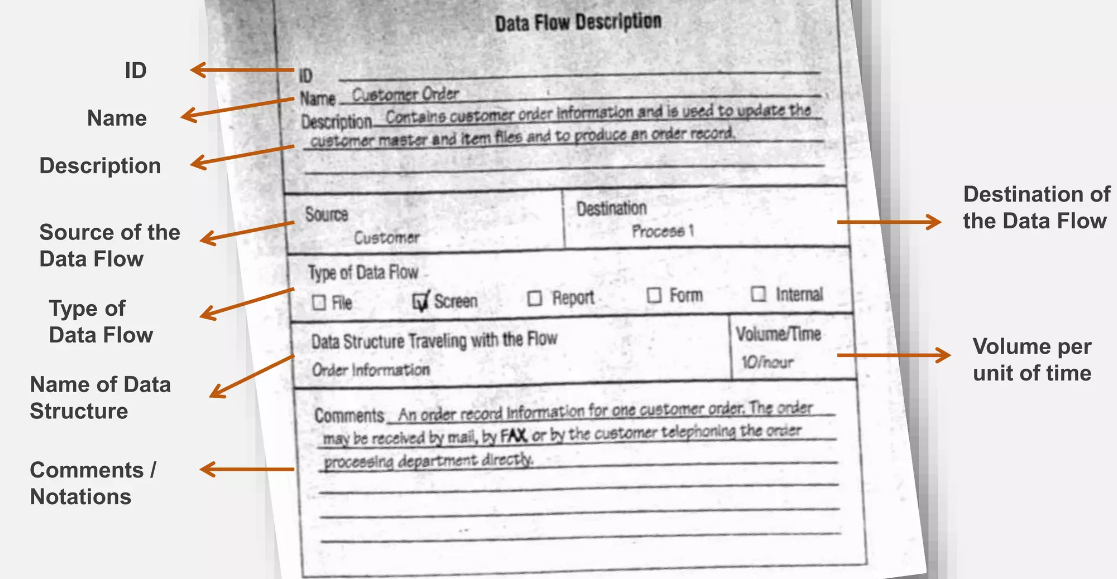 Data Flow Description
ID
Name Customer Order
Description Contains customer order information and is used to update the
customer master and item files and to produce an order record.
Source
Customer
Destination
Process 1
Type of Data Flow
File
Screen
Report
Form
Internal
Data Structure Traveling with the Flow
Order Information
Volume/Time
10/hour
Comments An order record information for one customer order. The order
may be received by mail, by FAX, or by the customer telephoning the order
processing department directly.
ID
Name
Description
Source of the
Data Flow
Type of
Data Flow
Name of Data
Structure
Comments /
Notations
Destination of
the Data Flow
Volume per
unit of time